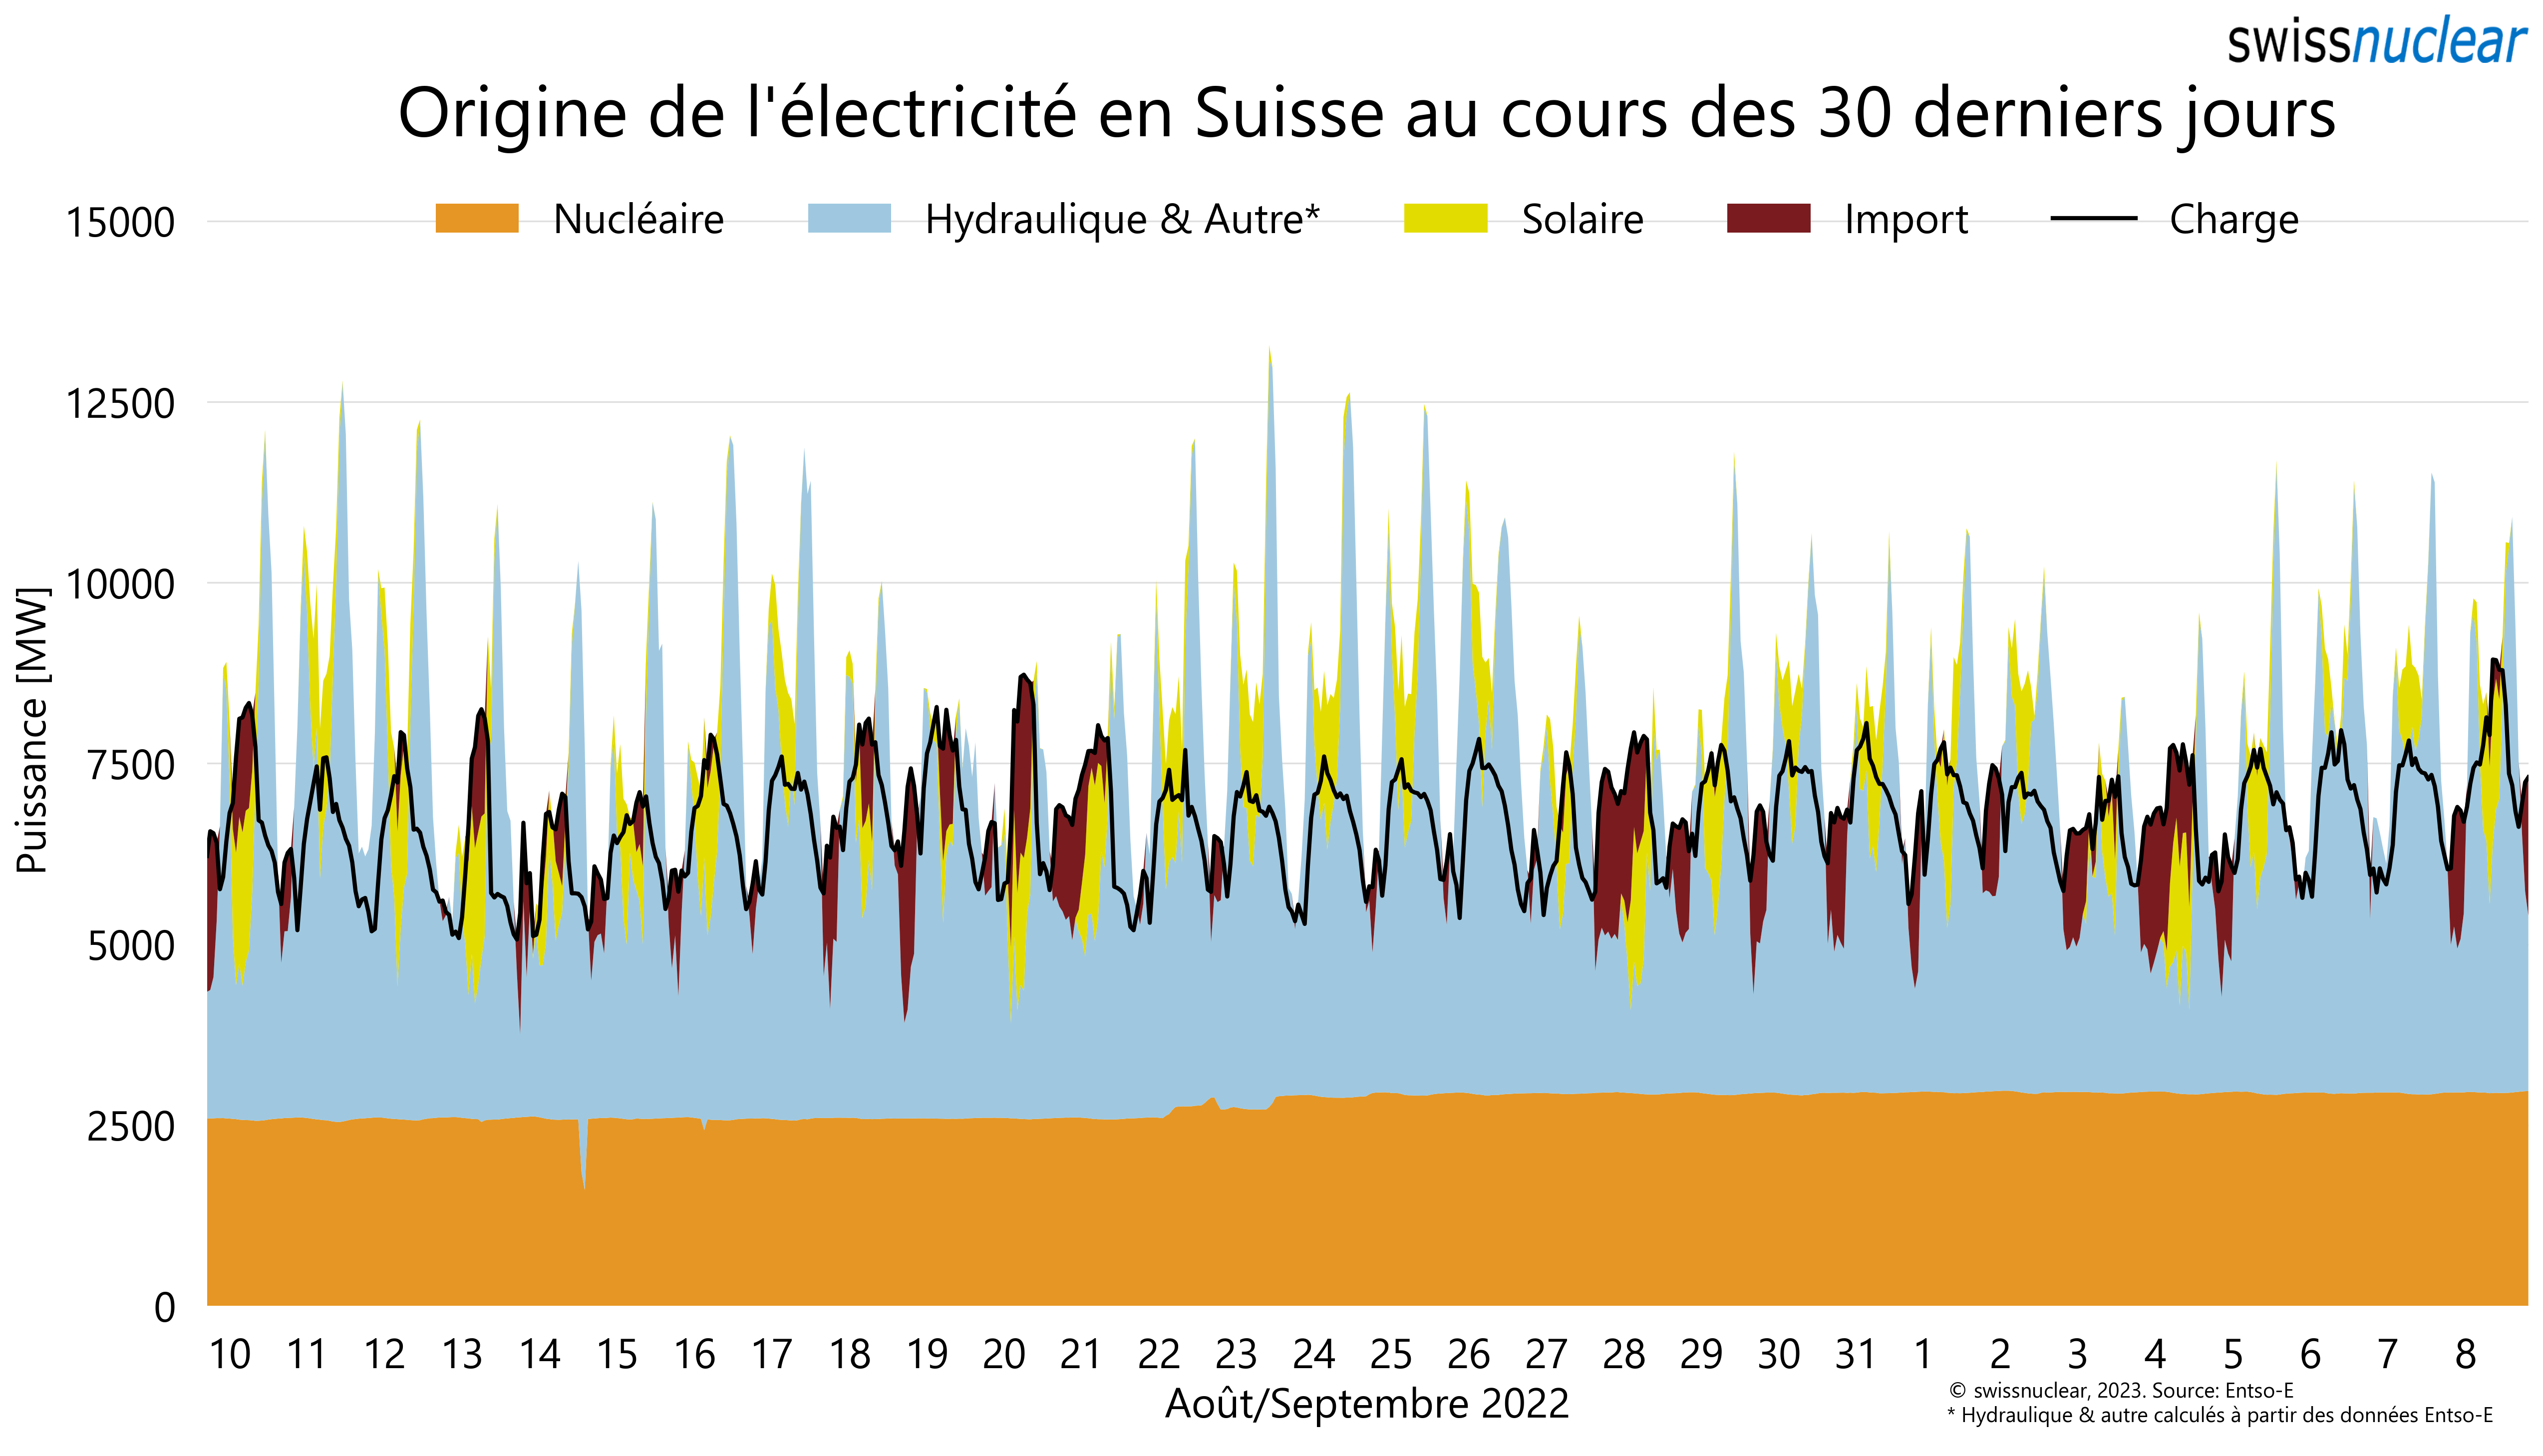 swissnuclear
Origine de l'électricité en Suisse au cours des 30 derniers jours
Nucléaire Hydraulique & Autre* Solaire Import Charge
15000
12500
10000
7500
5000
2500
0
Puissance [MW]
10 11 12 13 14 15 16 17 18 19 20 21 22 23 24 25 26 27 28 29 30 31 1 2 3 4 5 6 7 8
Août/Septembre 2022
© swissnuclear, 2023. Source: Entso-E
* Hydraulique & autre calculés à partir des données Entso-E